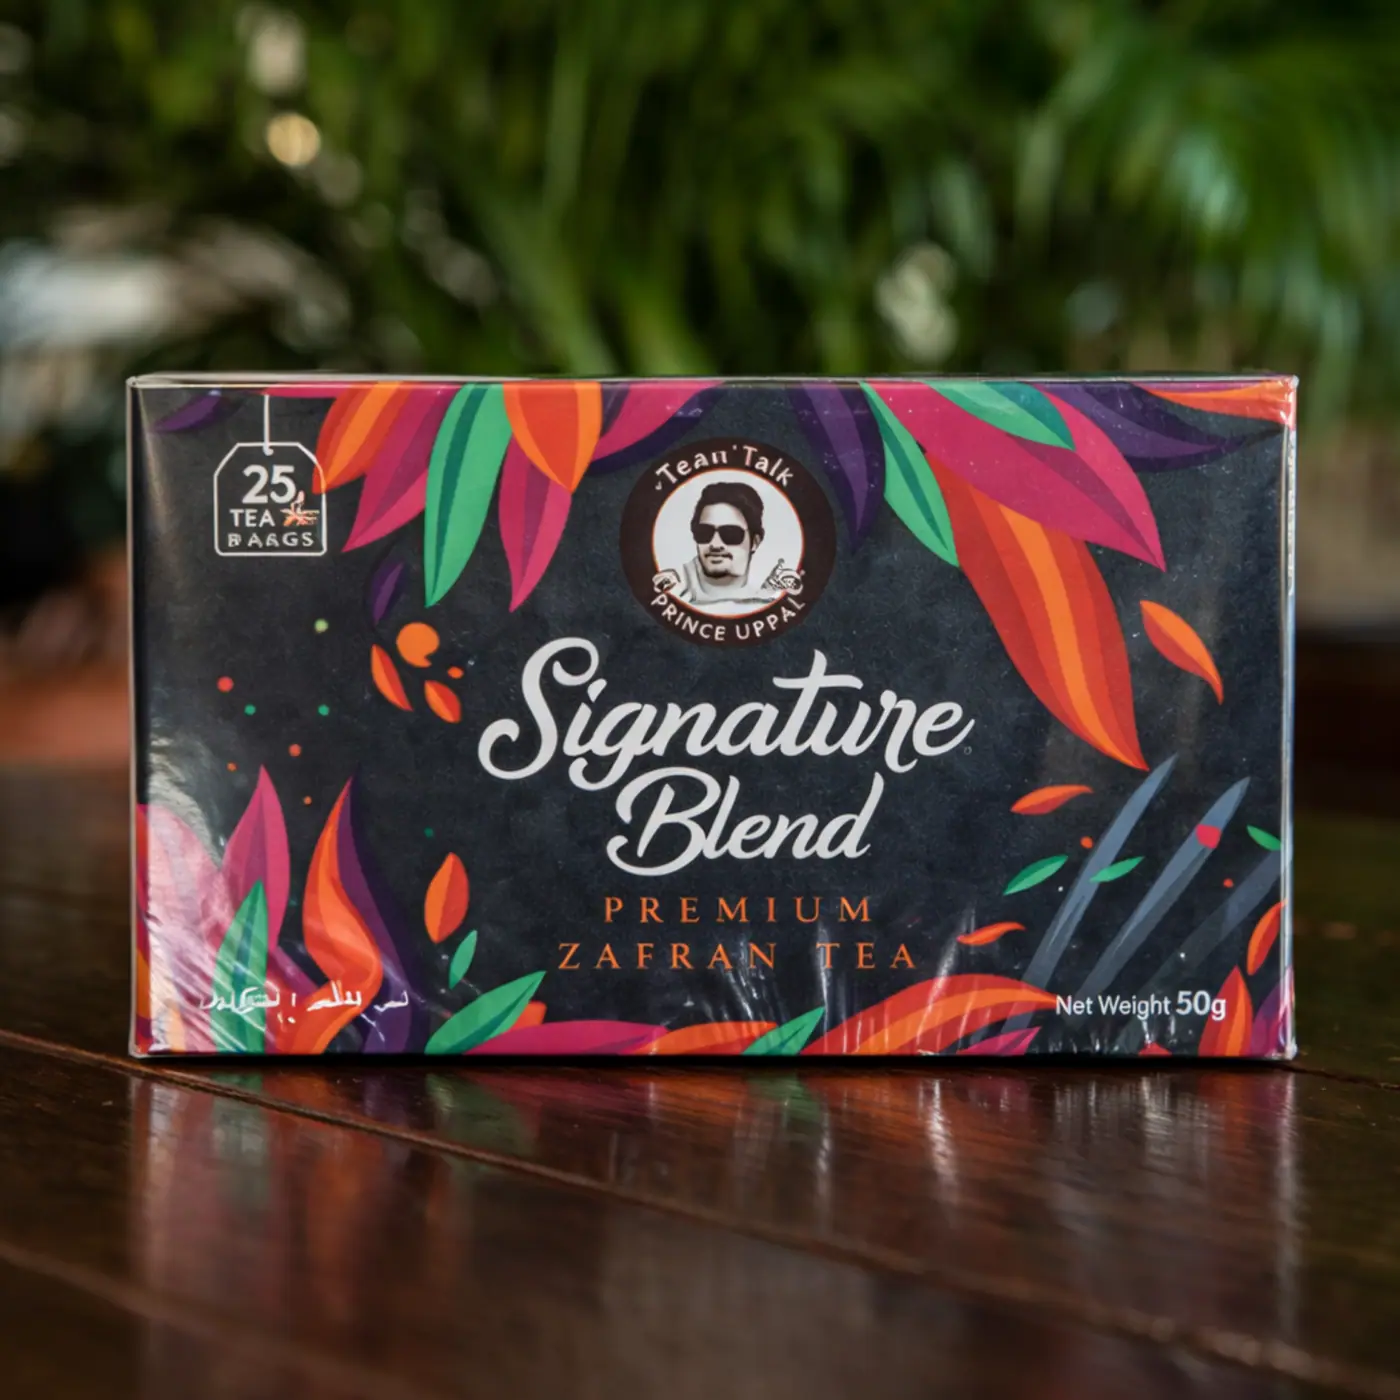 25
TEA
BAGS
Tean' Talk
PRINCE UPPAL
Signature
Blend
PREMIUM
ZAFRAN TEA
Net Weight 50g